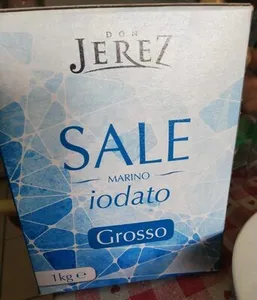 DON
JEREZ
SALE
MARINO
iodato
Grosso
1kg ℮